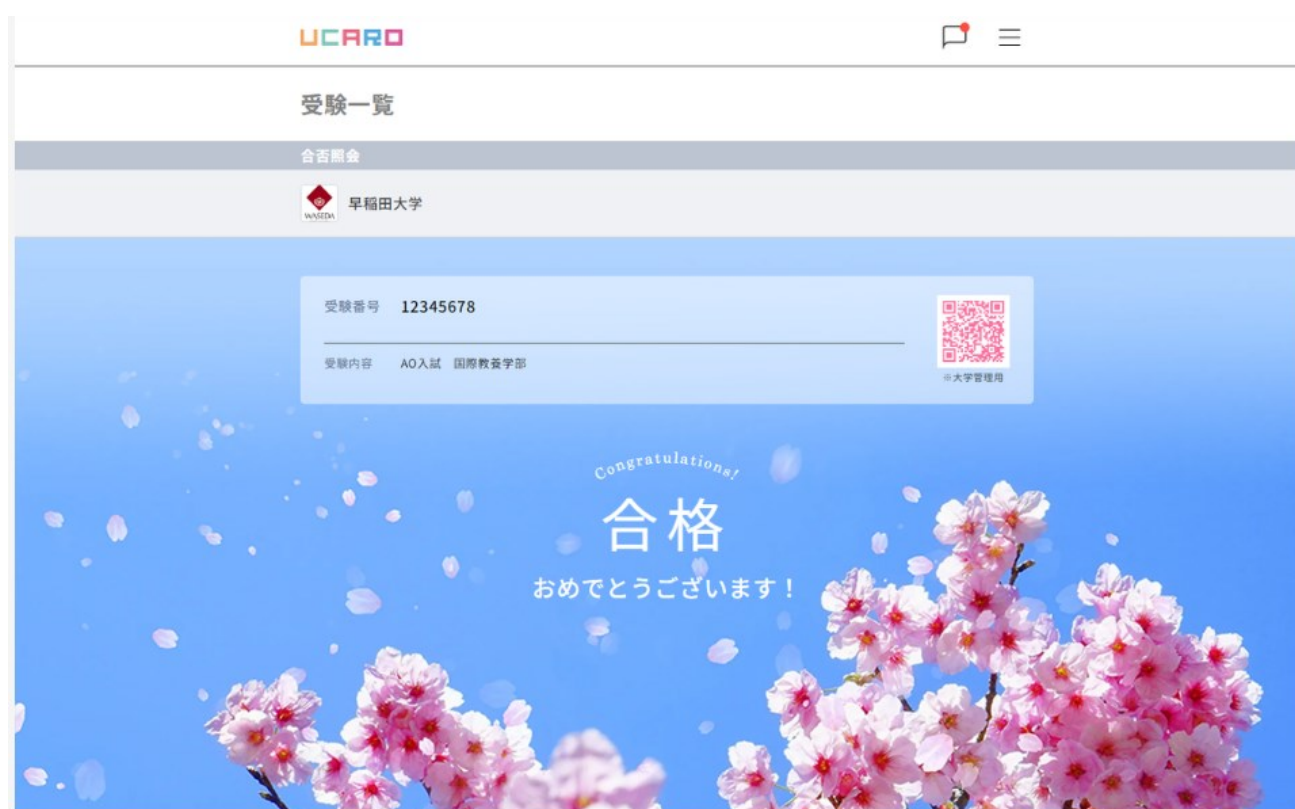 UCARO
受験一覧
合否照会
WASEDA
早稲田大学
受験番号 12345678
受験内容 AO入試 国際教養学部
※大学管理用
Congratulations!
合格
おめでとうございます！